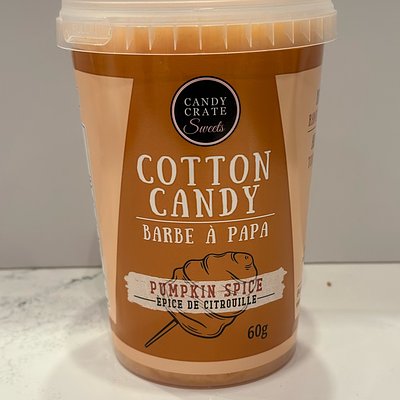 CANDY
CRATE
Sweets
COTTON
CANDY
BARBE À PAPA
PUMPKIN SPICE
ÉPICE DE CITROUILLE
60g